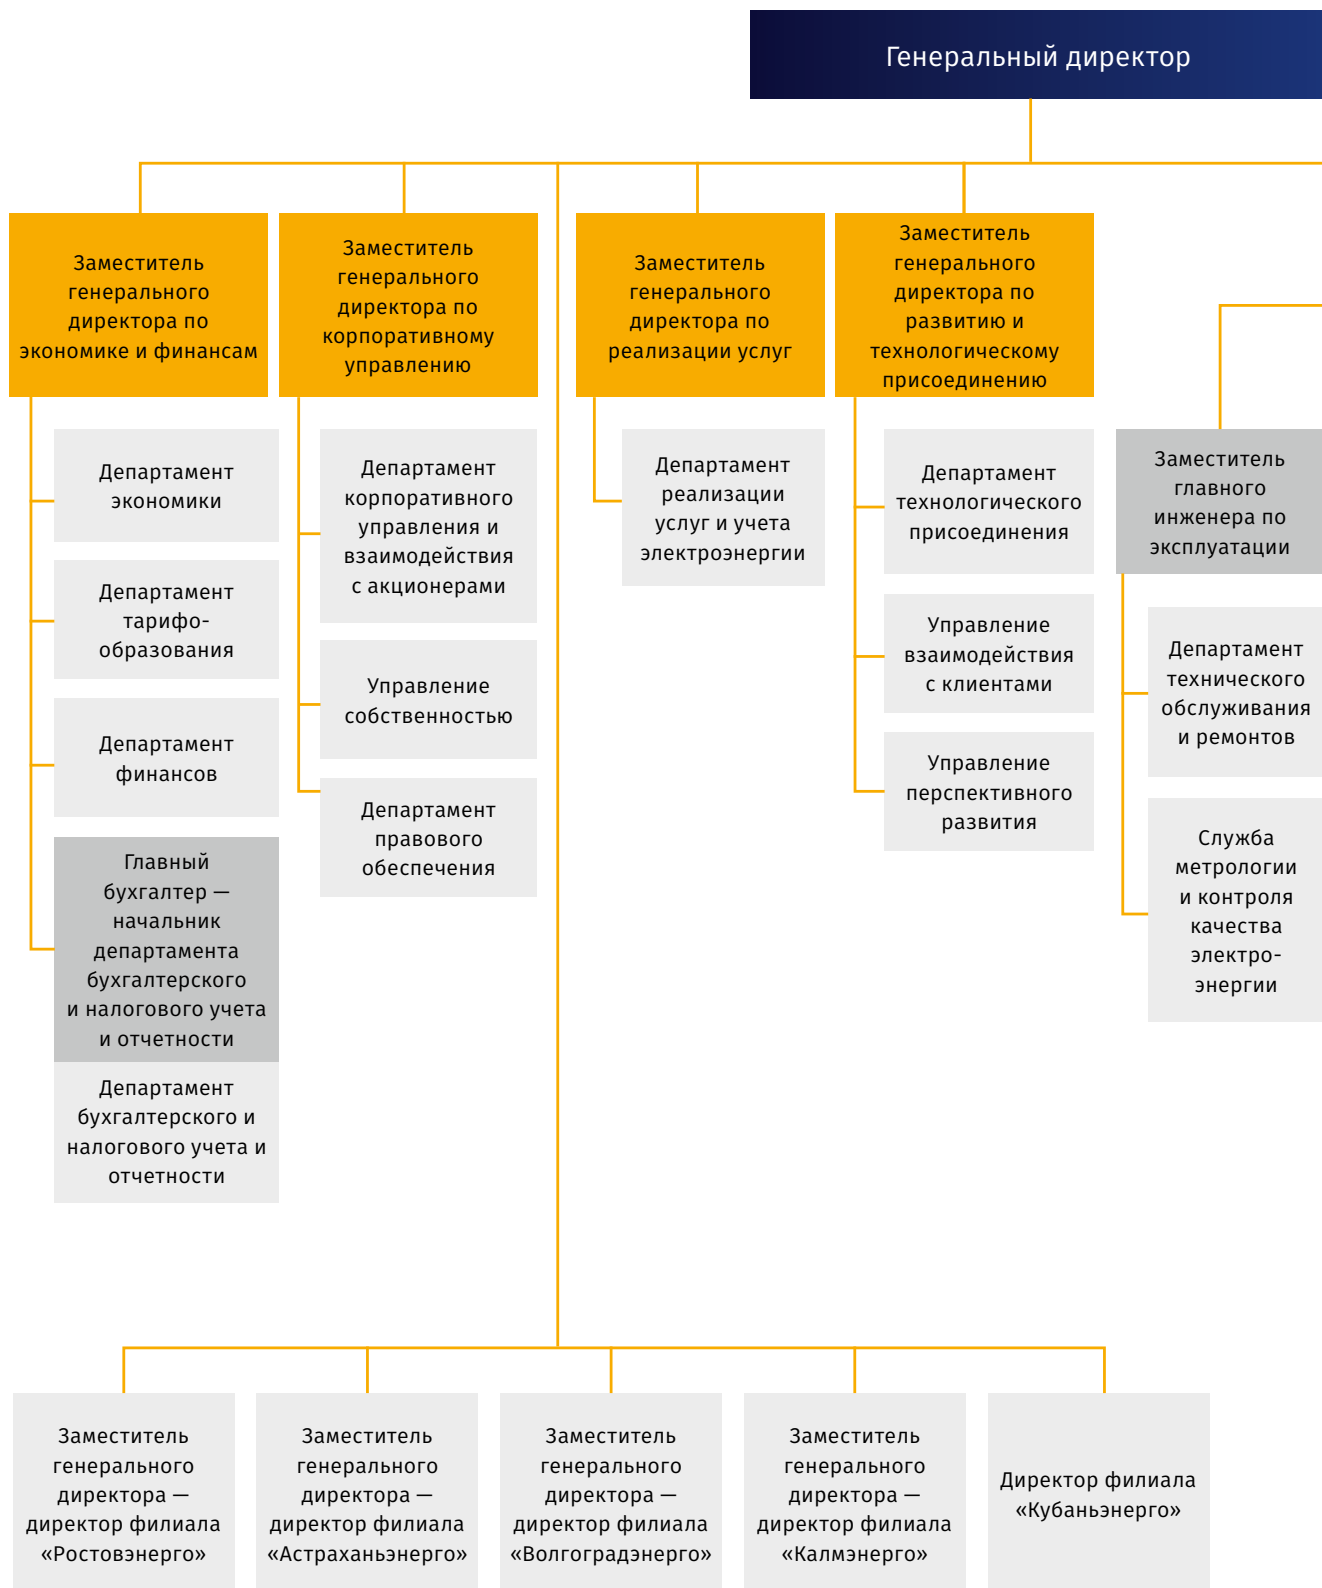 Генеральный директор
Заместитель
генерального
директора по
экономике и финансам
Заместитель
генерального
директора по
корпоративному
управлению
Заместитель
генерального
директора по
реализации услуг
Заместитель
генерального
директора по
развитию и
технологическому
присоединению
Департамент
экономики
Департамент
тарифо-
образования
Департамент
финансов
Главный
бухгалтер —
начальник
департамента
бухгалтерского
и налогового учета
и отчетности
Департамент
бухгалтерского и
налогового учета и
отчетности
Департамент
корпоративного
управления и
взаимодействия
с акционерами
Управление
собственностью
Департамент
правового
обеспечения
Департамент
реализации
услуг и учета
электроэнергии
Департамент
технологического
присоединения
Управление
взаимодействия
с клиентами
Управление
перспективного
развития
Заместитель
главного
инженера по
эксплуатации
Департамент
технического
обслуживания
и ремонтов
Служба
метрологии
и контроля
качества
электро-
энергии
Заместитель
генерального
директора —
директор филиала
«Ростовэнерго»
Заместитель
генерального
директора —
директор филиала
«Астраханьэнерго»
Заместитель
генерального
директора —
директор филиала
«Волгоградэнерго»
Заместитель
генерального
директора —
директор филиала
«Калмэнерго»
Директор филиала
«Кубаньэнерго»